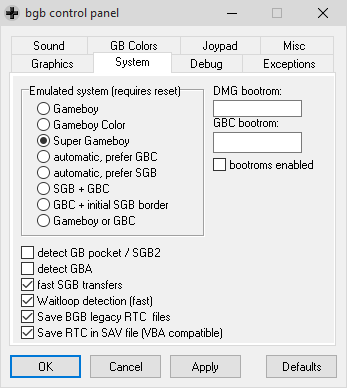 bgb control panel
Sound GB Colors Joypad Misc
Graphics System Debug Exceptions
Emulated system (requires reset)
Gameboy
Gameboy Color
Super Gameboy
automatic, prefer GBC
automatic, prefer SGB
SGB + GBC
GBC + initial SGB border
Gameboy or GBC
DMG bootrom:
GBC bootrom:
bootroms enabled
detect GB pocket / SGB2
detect GBA
fast SGB transfers
Waitloop detection (fast)
Save BGB legacy RTC files
Save RTC in SAV file (VBA compatible)
OK Cancel Apply Defaults